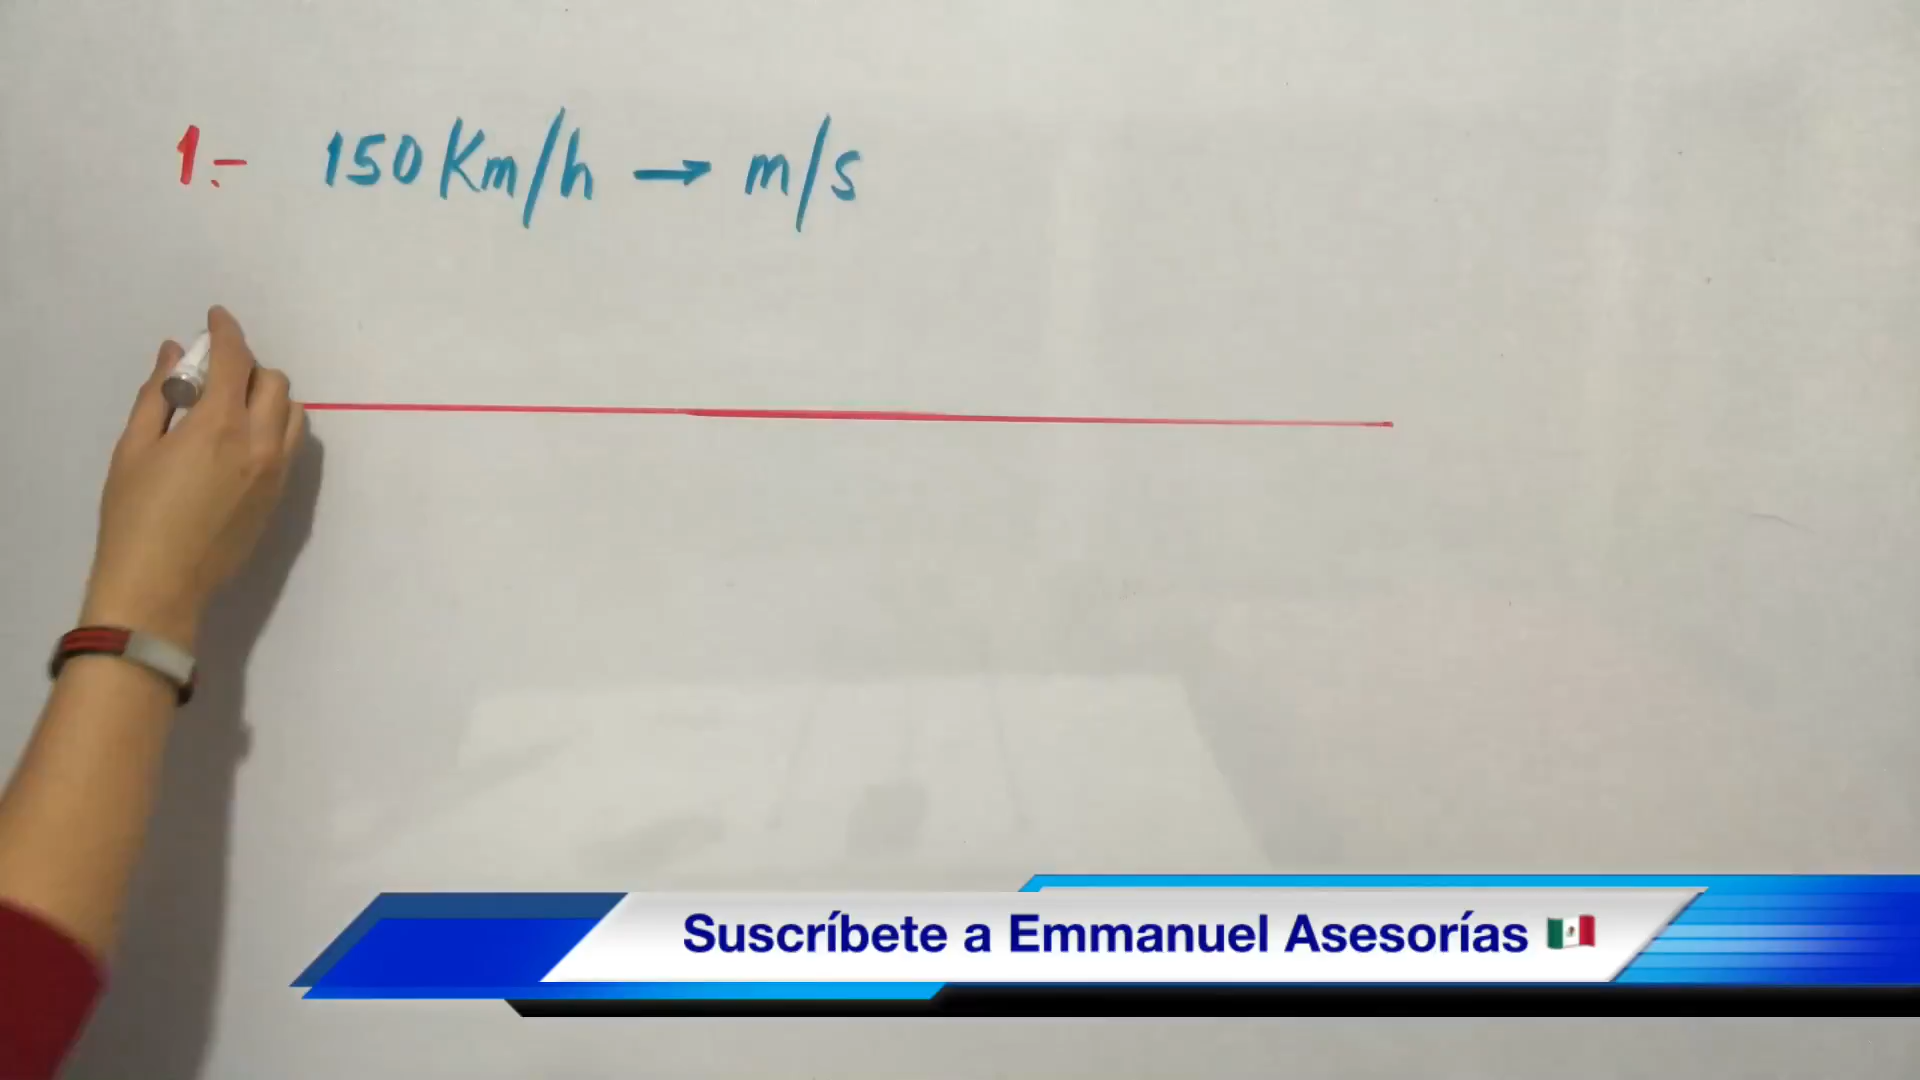 1.- 150 Km/h → m/s
Suscríbete a Emmanuel Asesorías 🇲🇽